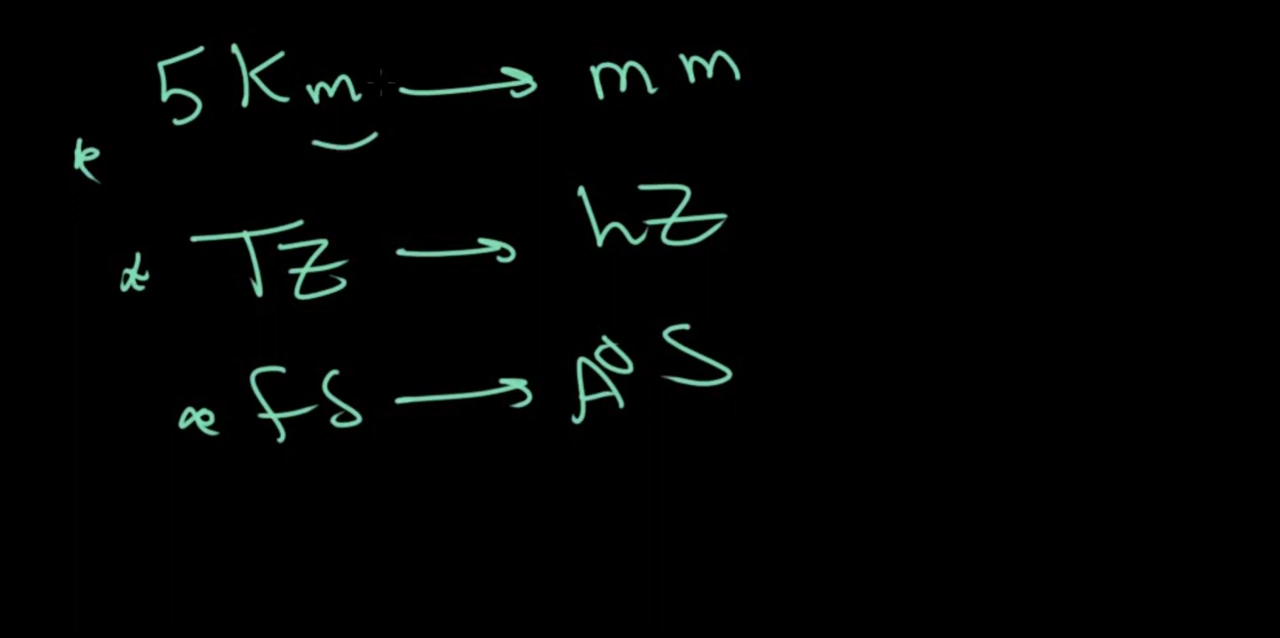 5 Km → mm
* Tz → hz
* fs → A° S